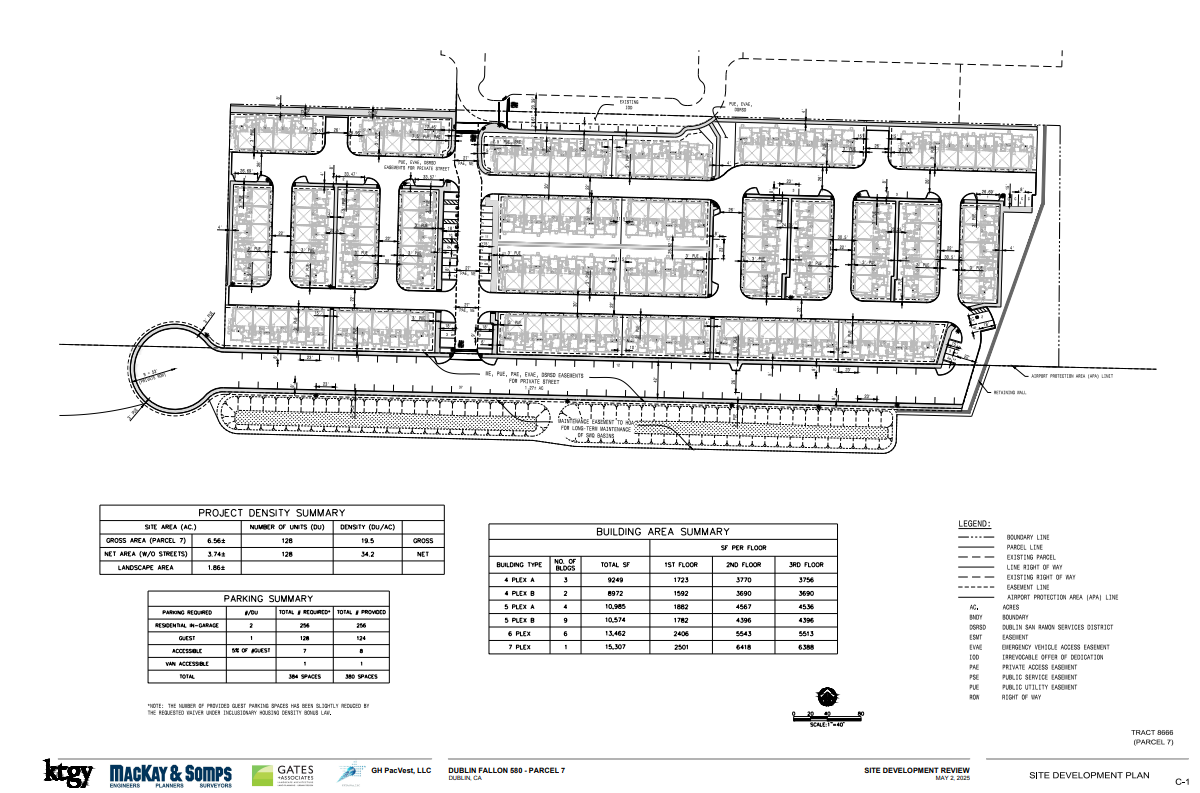 EXISTING
IOD
PUE, EVAE,
DSRSD
PUE, EVAE, DSRSD
EASEMENTS FOR PRIVATE STREET
ME, PUE, PAE, EVAE, DSRSD EASEMENTS
FOR PRIVATE STREET
1.27± AC
AIRPORT PROTECTION AREA (APA) LIMIT
RETAINING WALL
MAINTENANCE EASEMENT TO HOA
FOR LONG-TERM MAINTENANCE
OF SWQ BASINS
PROJECT DENSITY SUMMARY
SITE AREA (AC.) NUMBER OF UNITS (DU) DENSITY (DU/AC)
GROSS AREA (PARCEL 7) 6.56± 128 19.5 GROSS
NET AREA (W/O STREETS) 3.74± 128 34.2 NET
LANDSCAPE AREA 1.86±
PARKING SUMMARY
PARKING REQUIRED #/DU TOTAL # REQUIRED* TOTAL # PROVIDED
RESIDENTIAL IN-GARAGE 2 256 256
GUEST 1 128 124
ACCESSIBLE 5% OF #GUEST 7 8
VAN ACCESSIBLE 1 1
TOTAL 384 SPACES 380 SPACES
*NOTE: THE NUMBER OF PROVIDED GUEST PARKING SPACES HAS BEEN SLIGHTLY REDUCED BY
THE REQUESTED WAIVER UNDER INCLUSIONARY HOUSING DENSITY BONUS LAW.
BUILDING AREA SUMMARY
SF PER FLOOR
BUILDING TYPE NO. OF BLDGS TOTAL SF 1ST FLOOR 2ND FLOOR 3RD FLOOR
4 PLEX A 3 9249 1723 3770 3756
4 PLEX B 2 8972 1592 3690 3690
5 PLEX A 4 10,985 1882 4567 4536
5 PLEX B 9 10,574 1782 4396 4396
6 PLEX 6 13,462 2406 5543 5513
7 PLEX 1 15,307 2501 6418 6388
0 20 40 80
SCALE: 1"=40'
LEGEND:
BOUNDARY LINE
PARCEL LINE
EXISTING PARCEL
LINE RIGHT OF WAY
EXISTING RIGHT OF WAY
EASEMENT LINE
AIRPORT PROTECTION AREA (APA) LINE
AC. ACRES
BNDY BOUNDARY
DSRSD DUBLIN SAN RAMON SERVICES DISTRICT
ESMT EASEMENT
EVAE EMERGENCY VEHICLE ACCESS EASEMENT
IOD IRREVOCABLE OFFER OF DEDICATION
PAE PRIVATE ACCESS EASEMENT
PSE PUBLIC SERVICE EASEMENT
PUE PUBLIC UTILITY EASEMENT
ROW RIGHT OF WAY
TRACT 8666
(PARCEL 7)
ktgy
MACKAY & SOMPS
ENGINEERS PLANNERS SURVEYORS
GATES
+ASSOCIATES
GH PacVest, LLC
DUBLIN FALLON 580 - PARCEL 7
DUBLIN, CA
SITE DEVELOPMENT REVIEW
MAY 2, 2025
SITE DEVELOPMENT PLAN
C-1